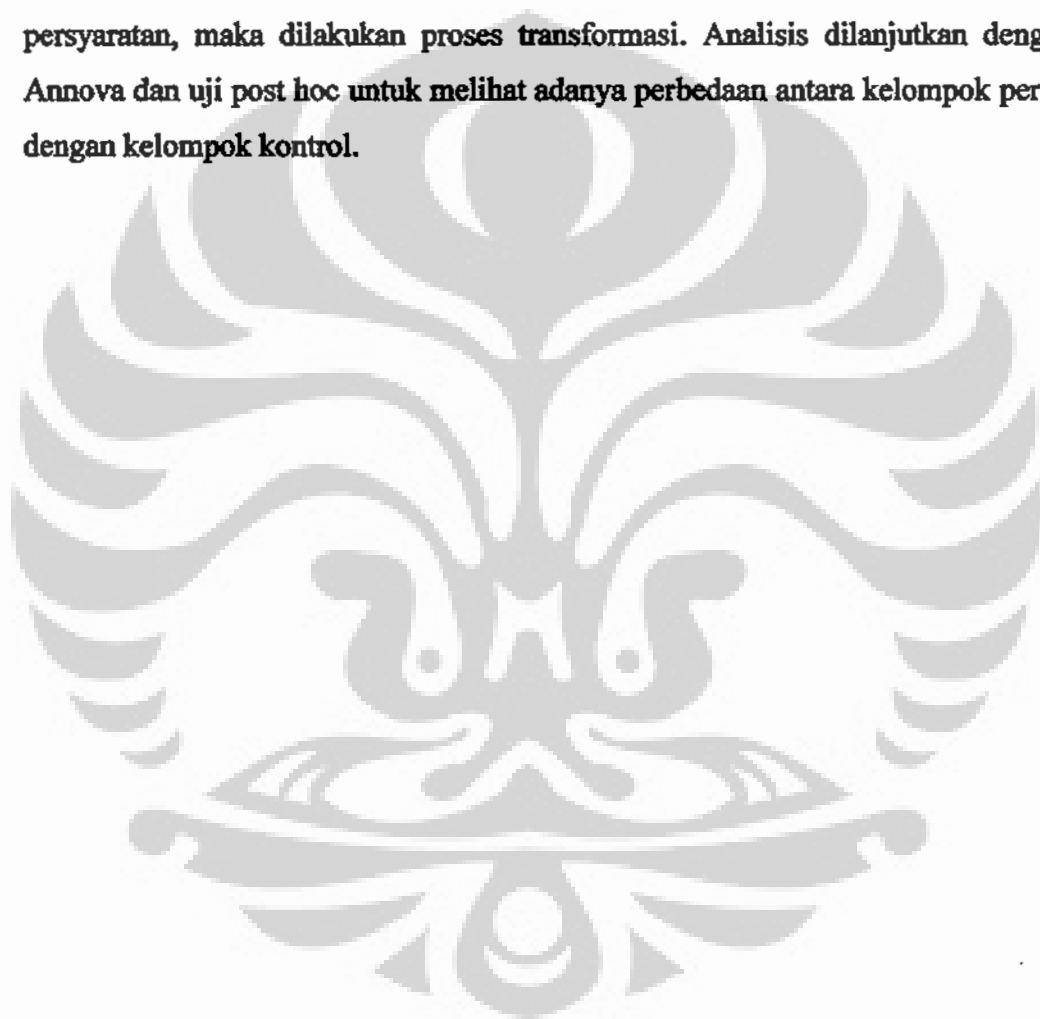 persyaratan, maka dilakukan proses transformasi. Analisis dilanjutkan deng
Annova dan uji post hoc untuk melihat adanya perbedaan antara kelompok per
dengan kelompok kontrol.